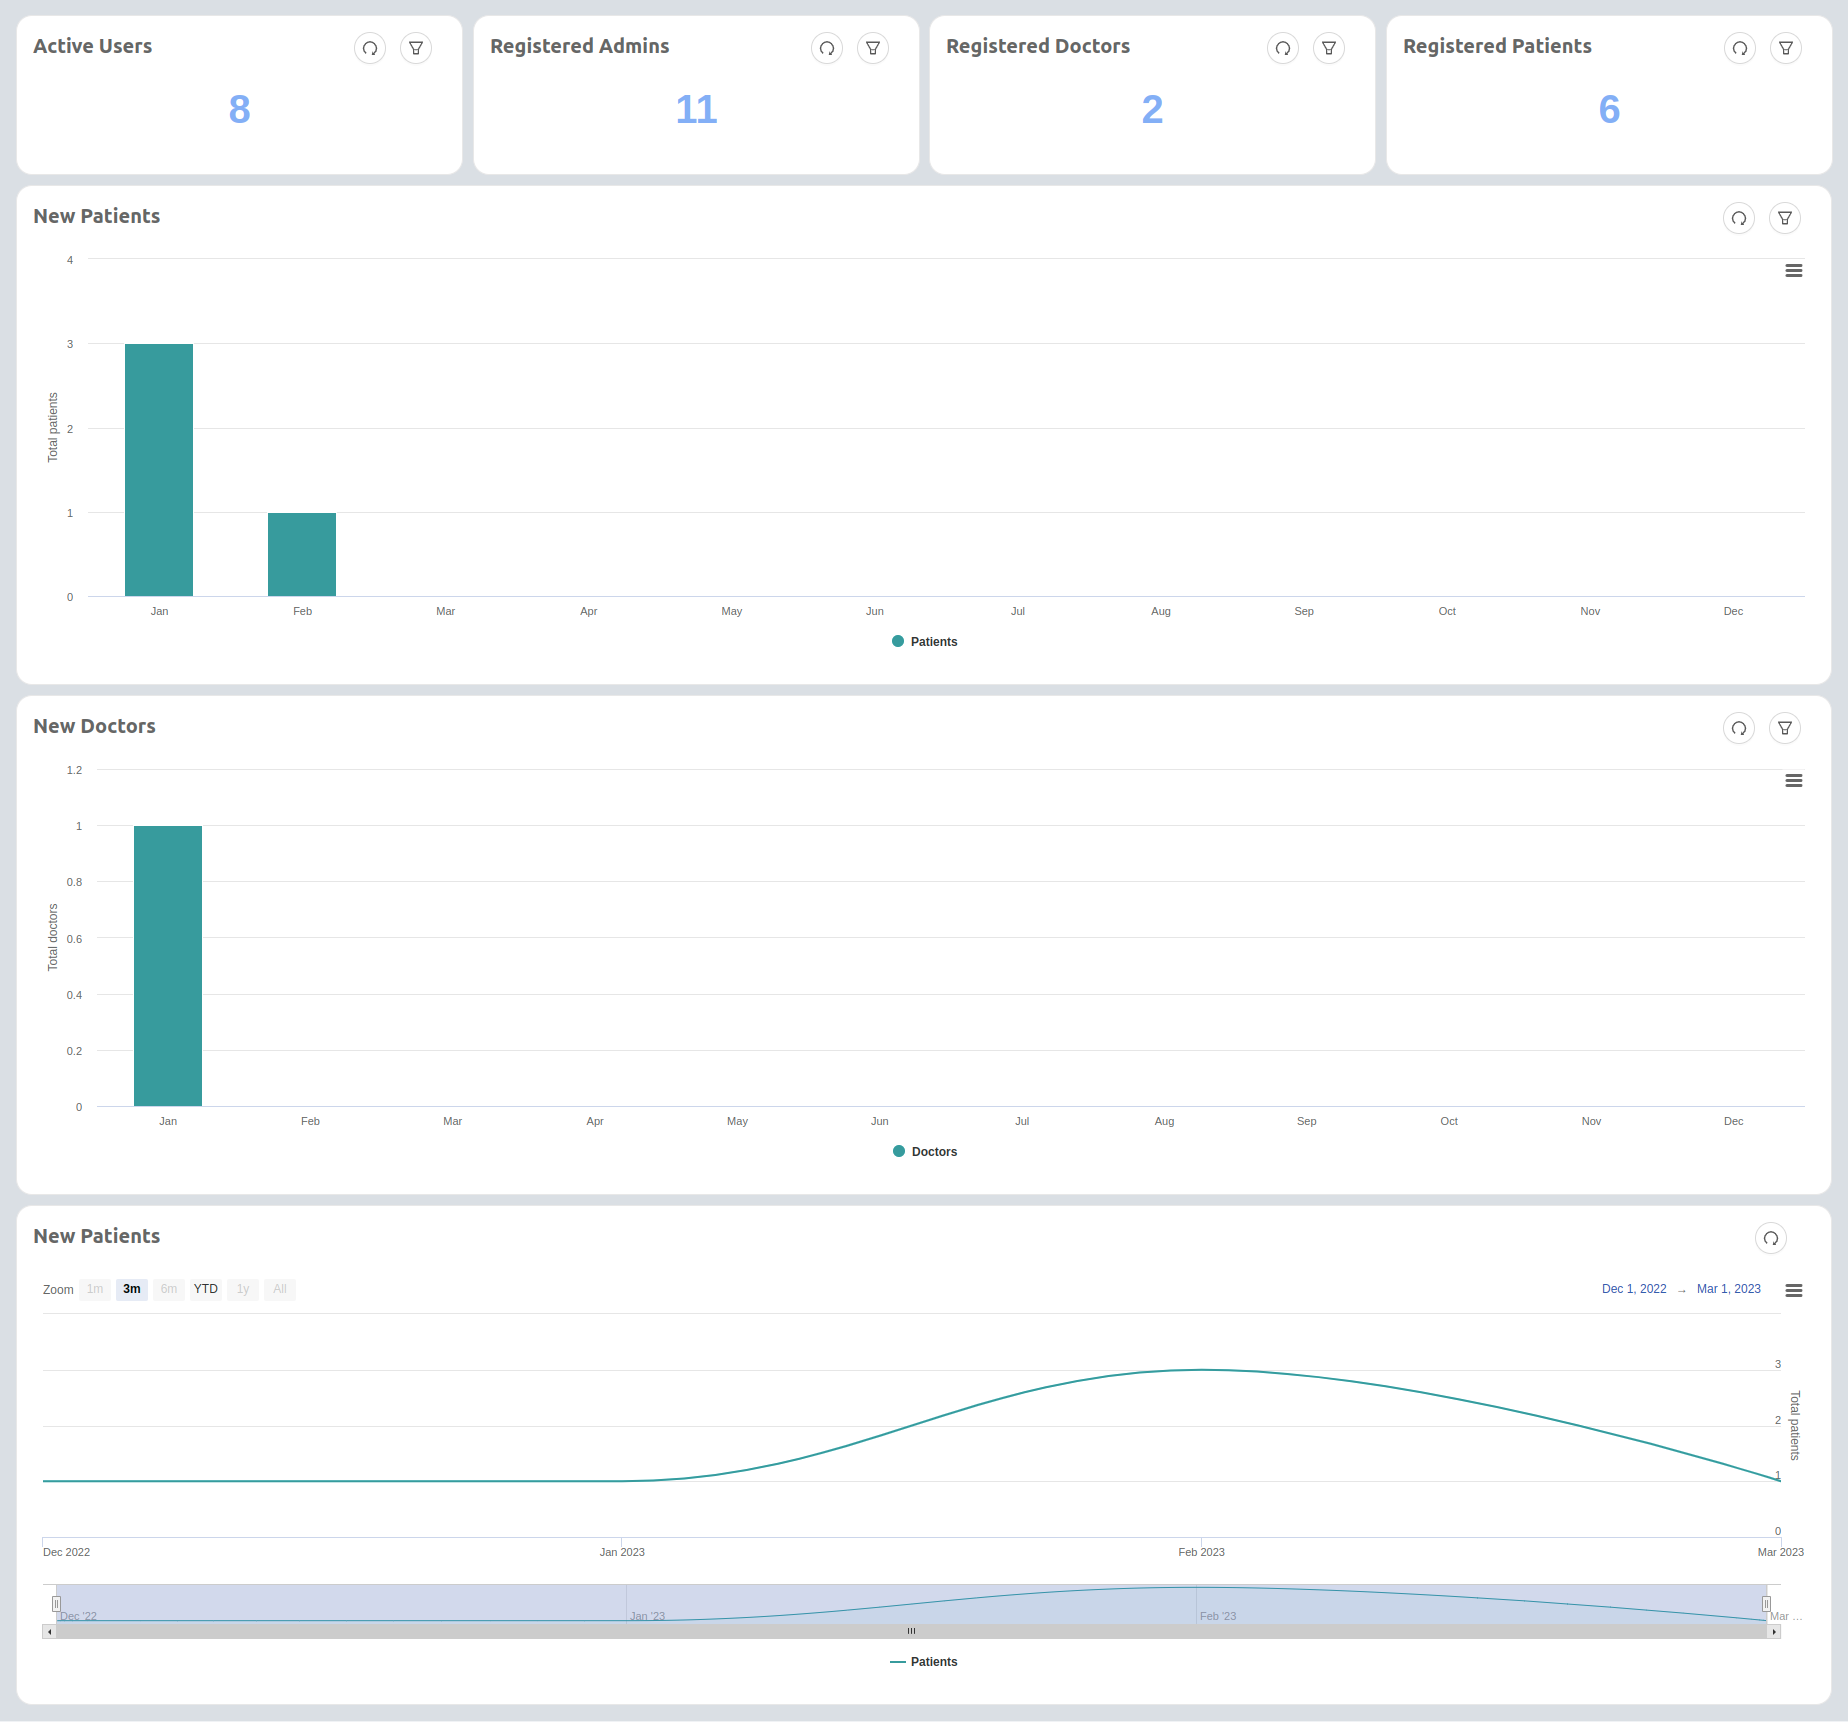 Active Users
8
Registered Admins
11
Registered Doctors
2
Registered Patients
6
New Patients
Total patients
4
3
2
1
0
Jan Feb Mar Apr May Jun Jul Aug Sep Oct Nov Dec
Patients
New Doctors
Total doctors
1.2
1
0.8
0.6
0.4
0.2
0
Jan Feb Mar Apr May Jun Jul Aug Sep Oct Nov Dec
Doctors
New Patients
Zoom 1m 3m 6m YTD 1y All
Dec 1, 2022 → Mar 1, 2023
3
2
1
0
Total patients
Dec 2022 Jan 2023 Feb 2023 Mar 2023
Dec '22 Jan '23 Feb '23 Mar ...
Patients